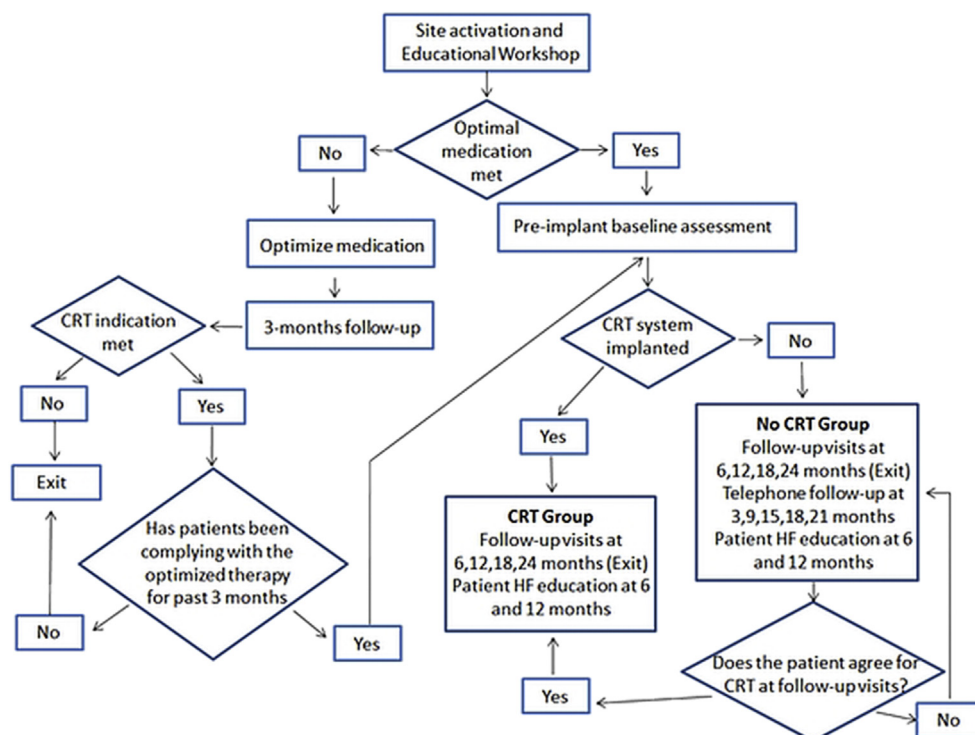 Site activation and
Educational Workshop
Optimal
medication
met
No
Yes
Optimize medication
Pre-implant baseline assessment
CRT indication
met
3-months follow-up
CRT system
implanted
No
No
Yes
Yes
Exit
Has patients been
complying with the
optimized therapy
for past 3 months
No
Yes
CRT Group
Follow-up visits at
6,12,18,24 months (Exit)
Patient HF education at 6
and 12 months
No CRT Group
Follow-up visits at
6,12,18,24 months (Exit)
Telephone follow-up at
3,9,15,18,21 months
Patient HF education at 6
and 12 months
Does the patient agree for
CRT at follow-up visits?
Yes
No